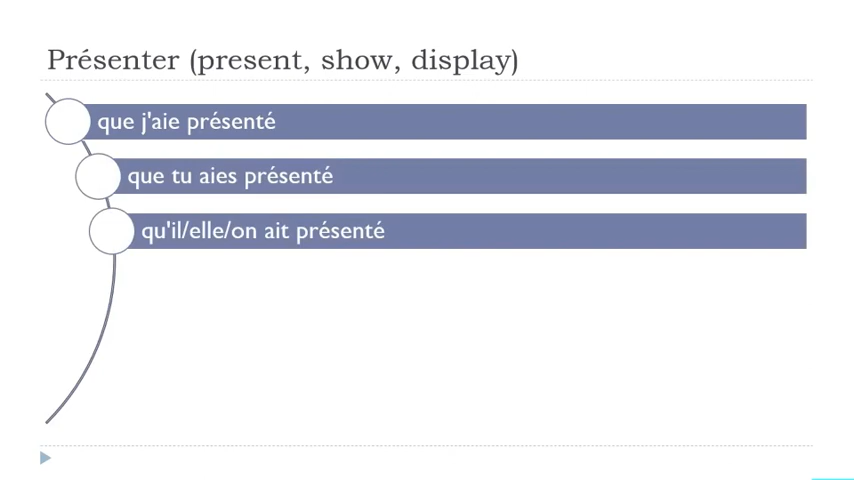 Présenter (present, show, display)
que j'aie présenté
que tu aies présenté
qu'il/elle/on ait présenté